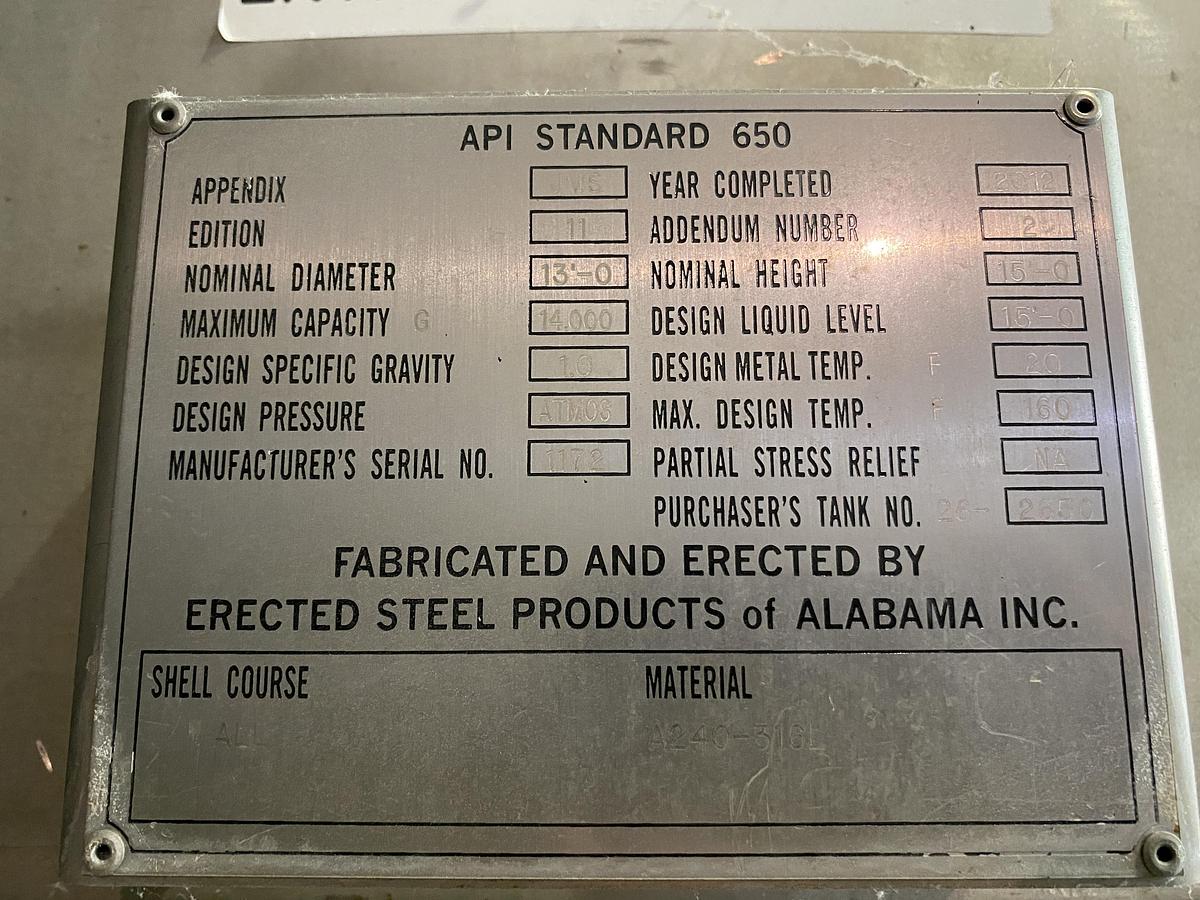 API STANDARD 650
APPENDIX YEAR COMPLETED 2012
EDITION 11 ADDENDUM NUMBER
NOMINAL DIAMETER 13'-0 NOMINAL HEIGHT 15'-0
MAXIMUM CAPACITY G 14,000 DESIGN LIQUID LEVEL 15'-0
DESIGN SPECIFIC GRAVITY 1.0 DESIGN METAL TEMP. F 20
DESIGN PRESSURE ATMOS MAX. DESIGN TEMP. F 160
MANUFACTURER'S SERIAL NO. 1172 PARTIAL STRESS RELIEF NA
PURCHASER'S TANK NO. 26-
FABRICATED AND ERECTED BY
ERECTED STEEL PRODUCTS of ALABAMA INC.
SHELL COURSE MATERIAL
ALL A240-316L